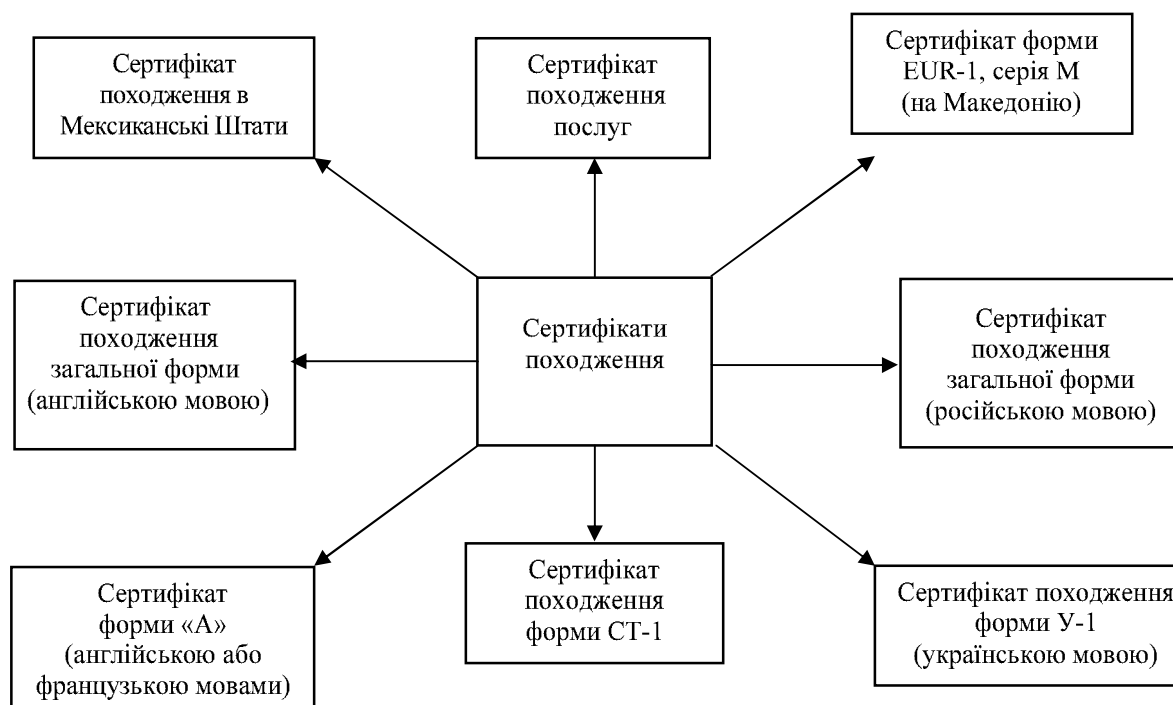 Сертифікат
походження в
Мексиканські Штати
Сертифікат
походження
послуг
Сертифікат форми
EUR-1, серія М
(на Македонію)
Сертифікат
походження
загальної форми
(англійською мовою)
Сертифікати
походження
Сертифікат
походження
загальної форми
(російською мовою)
Сертифікат
форми «А»
(англійською або
французькою мовами)
Сертифікат
походження
форми СТ-1
Сертифікат походження
форми У-1
(українською мовою)